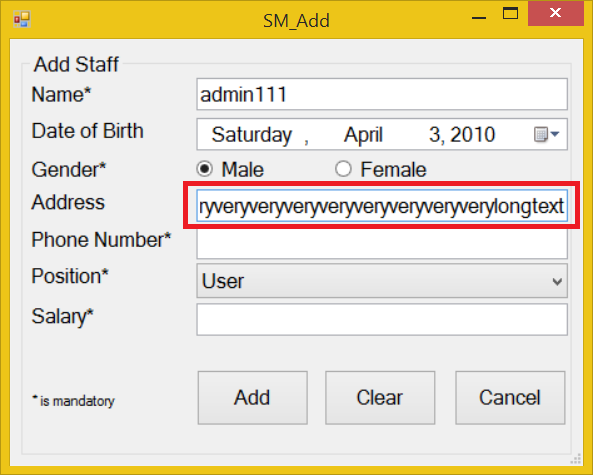 SM_Add
Add Staff
Name* admin111
Date of Birth Saturday , April 3, 2010
Gender* Male Female
Address ryveryveryveryveryveryveryveryverylongtext
Phone Number*
Position* User
Salary*
* is mandatory Add Clear Cancel